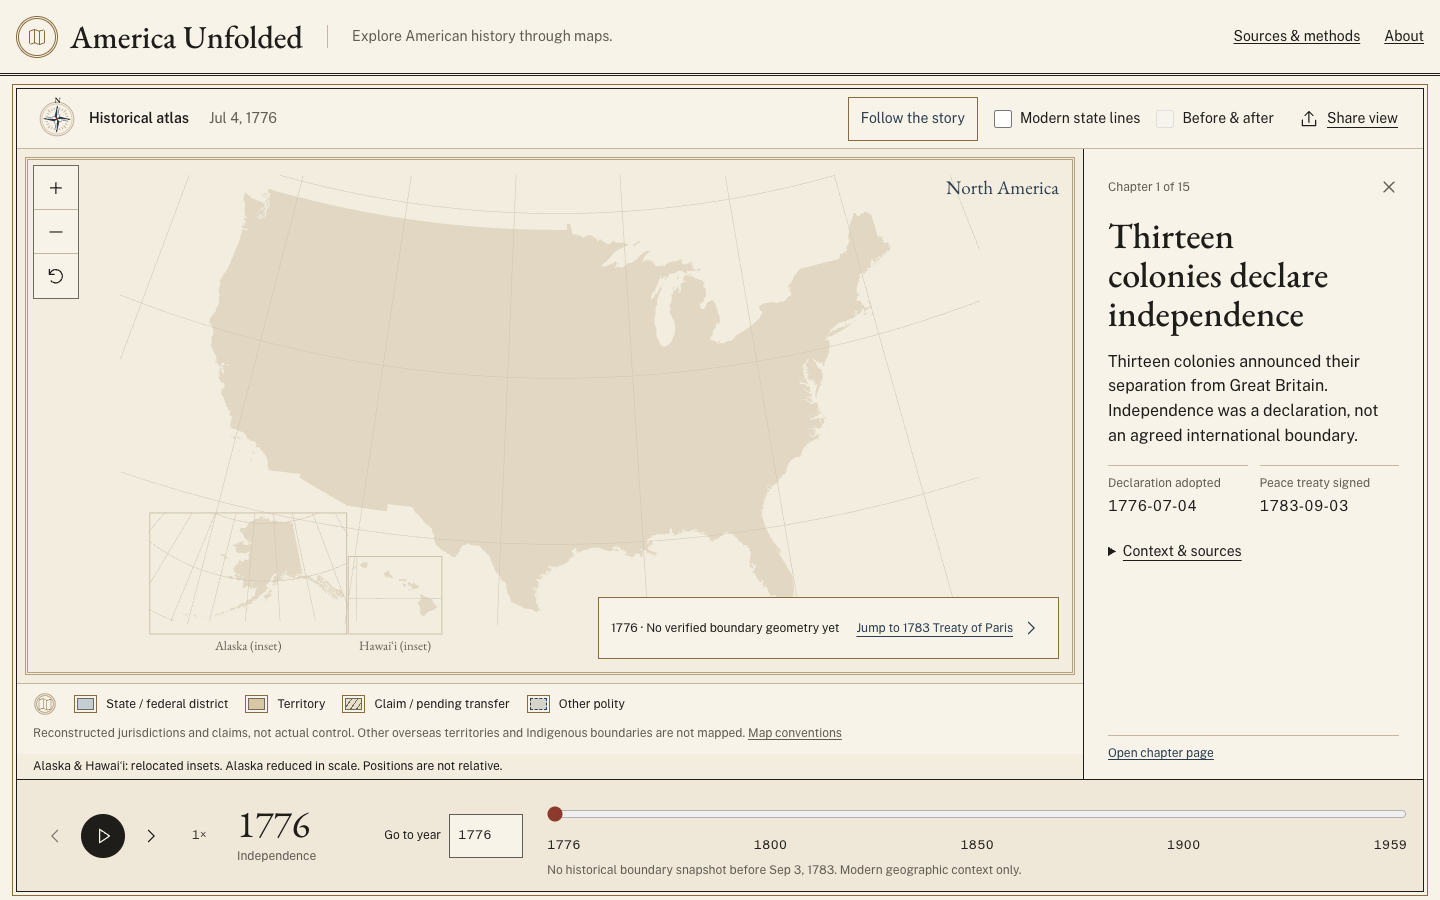 America Unfolded
Explore American history through maps.
Sources & methods
About
N
Historical atlas
Jul 4, 1776
Follow the story
Modern state lines
Before & after
Share view
North America
Alaska (inset)
Hawaiʻi (inset)
1776 · No verified boundary geometry yet
Jump to 1783 Treaty of Paris
State / federal district
Territory
Claim / pending transfer
Other polity
Reconstructed jurisdictions and claims, not actual control. Other overseas territories and Indigenous boundaries are not mapped. Map conventions
Alaska & Hawaiʻi: relocated insets. Alaska reduced in scale. Positions are not relative.
Chapter 1 of 15
Thirteen
colonies declare
independence
Thirteen colonies announced their
separation from Great Britain.
Independence was a declaration, not
an agreed international boundary.
Declaration adopted
1776-07-04
Peace treaty signed
1783-09-03
Context & sources
Open chapter page
1×
1776
Independence
Go to year
1776
1776
1800
1850
1900
1959
No historical boundary snapshot before Sep 3, 1783. Modern geographic context only.